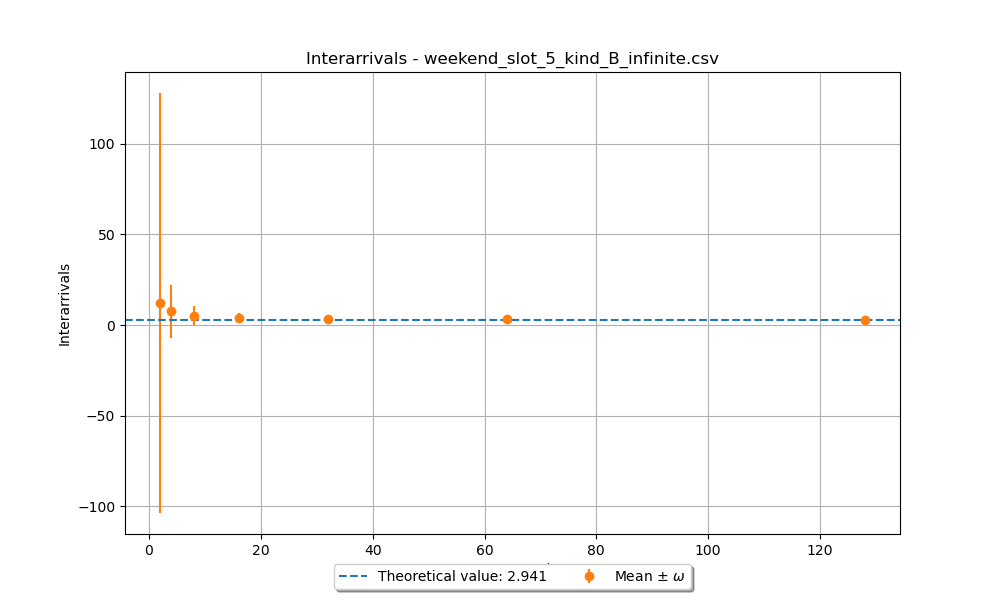 Interarrivals - weekend_slot_5_kind_B_infinite.csv
100
50
0
−50
−100
Interarrivals
0 20 40 60 80 100 120
Theoretical value: 2.941 Mean ± ω